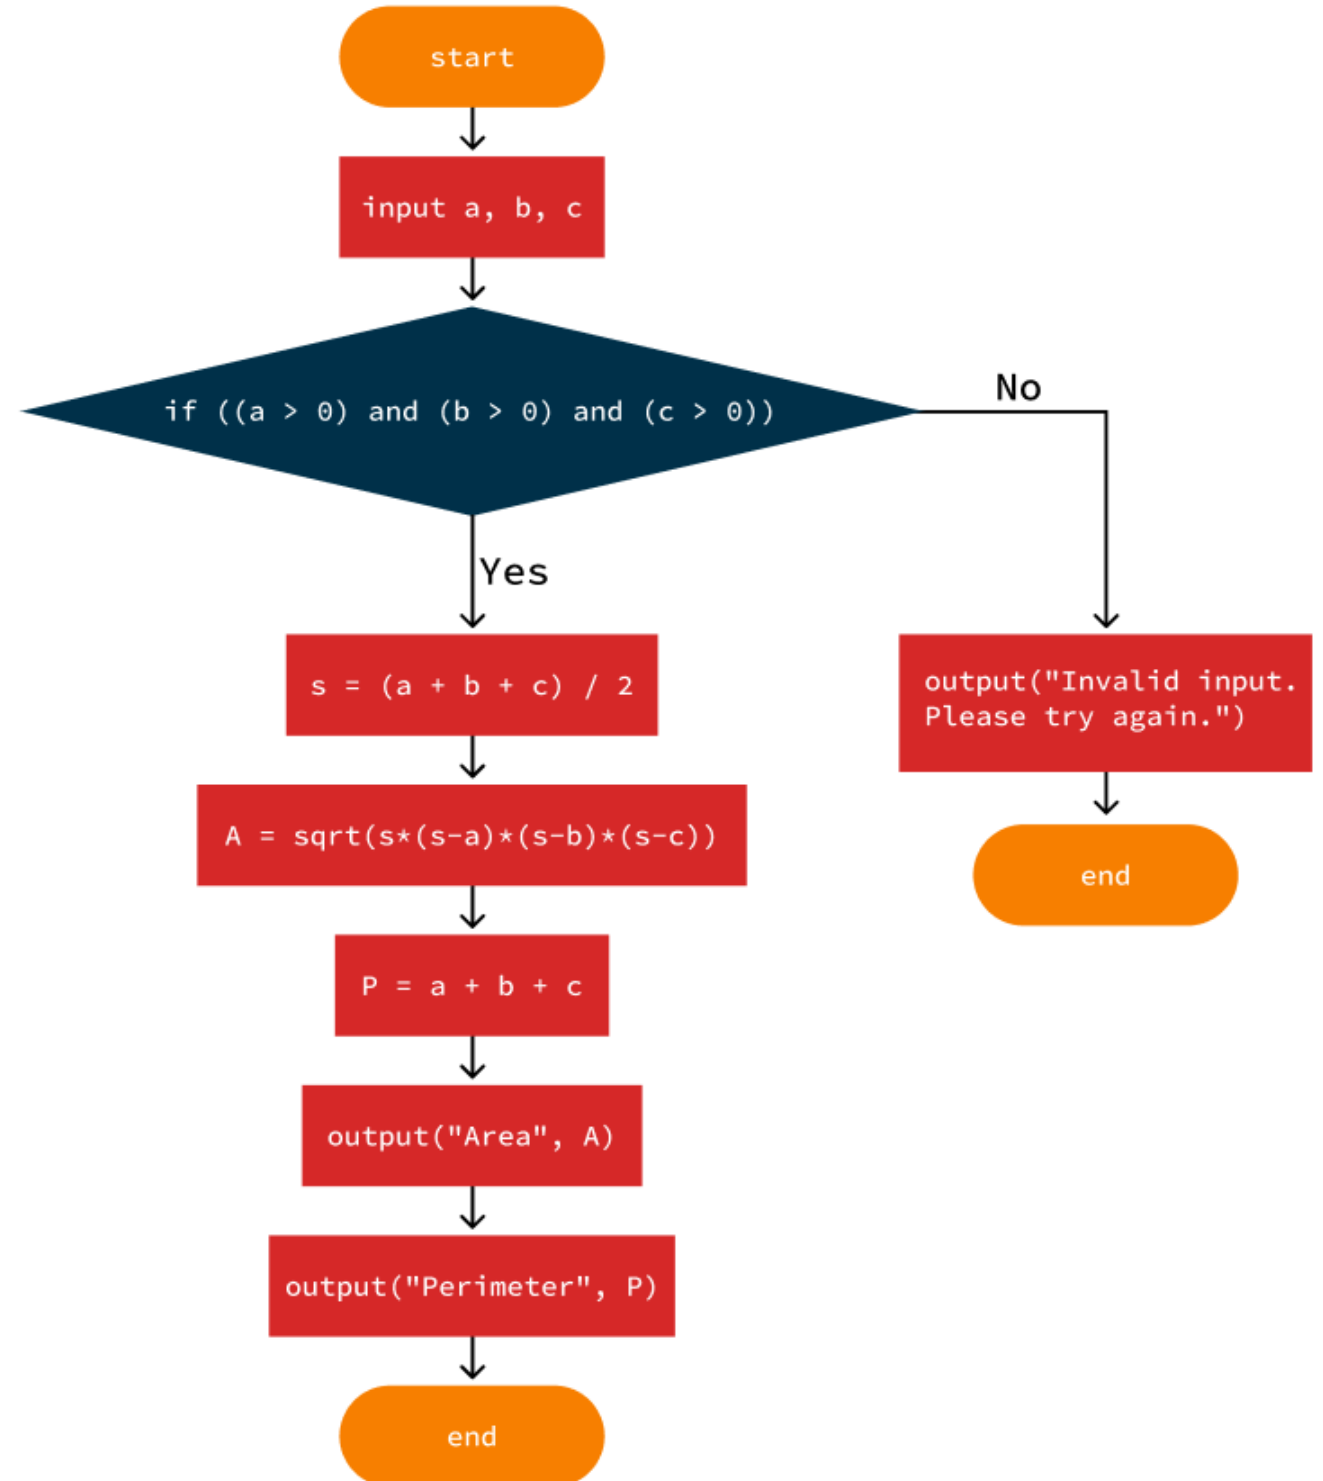 start
input a, b, c
if ((a > 0) and (b > 0) and (c > 0))
No
Yes
s = (a + b + c) / 2
output("Invalid input.
Please try again.")
A = sqrt(s*(s-a)*(s-b)*(s-c))
end
P = a + b + c
output("Area", A)
output("Perimeter", P)
end